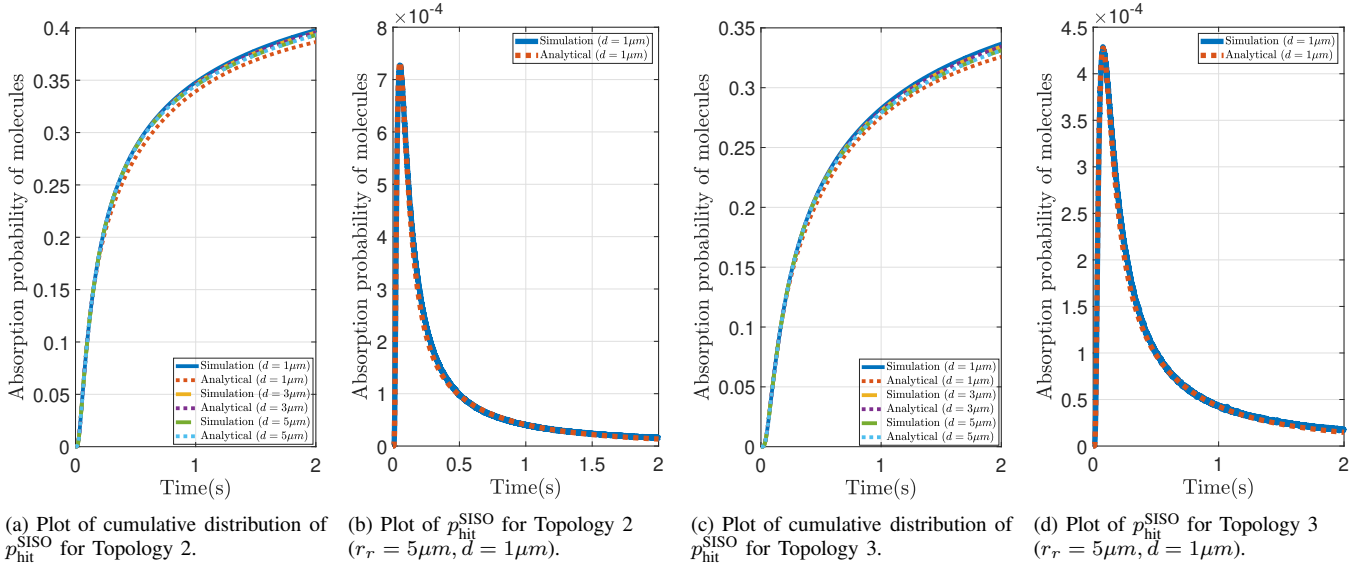 0.4
0.35
0.3
0.25
0.2
0.15
0.1
0.05
0
0 1 2
Time(s)
Absorption probability of molecules
Simulation (d = 1μm)
Analytical (d = 1μm)
Simulation (d = 3μm)
Analytical (d = 3μm)
Simulation (d = 5μm)
Analytical (d = 5μm)
(a) Plot of cumulative distribution of
p_hit^SISO for Topology 2.
×10^-4
8
7
6
5
4
3
2
1
0
0 0.5 1 1.5 2
Time(s)
Absorption probability of molecules
Simulation (d = 1μm)
Analytical (d = 1μm)
(b) Plot of p_hit^SISO for Topology 2
(r_r = 5μm, d = 1μm).
0.35
0.3
0.25
0.2
0.15
0.1
0.05
0
0 1 2
Time(s)
Absorption probability of molecules
Simulation (d = 1μm)
Analytical (d = 1μm)
Simulation (d = 3μm)
Analytical (d = 3μm)
Simulation (d = 5μm)
Analytical (d = 5μm)
(c) Plot of cumulative distribution of
p_hit^SISO for Topology 3.
×10^-4
4.5
4
3.5
3
2.5
2
1.5
1
0.5
0
0 1 2
Time(s)
Absorption probability of molecules
Simulation (d = 1μm)
Analytical (d = 1μm)
(d) Plot of p_hit^SISO for Topology 3
(r_r = 5μm, d = 1μm).